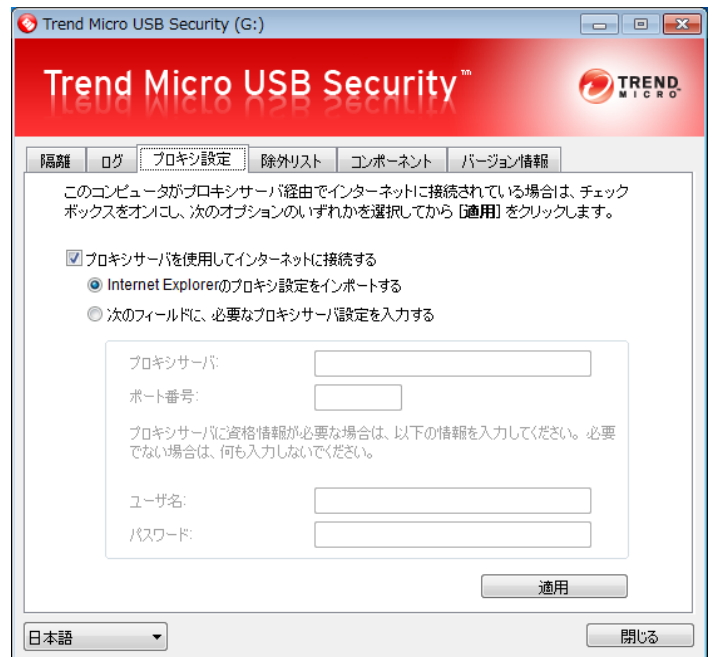 Trend Micro USB Security (G:)
Trend Micro USB Security™
TREND
MICRO
隔離 ログ プロキシ設定 除外リスト コンポーネント バージョン情報
このコンピュータがプロキシサーバ経由でインターネットに接続されている場合は、チェック
ボックスをオンにし、次のオプションのいずれかを選択してから [適用] をクリックします。
プロキシサーバを使用してインターネットに接続する
Internet Explorerのプロキシ設定をインポートする
次のフィールドに、必要なプロキシサーバ設定を入力する
プロキシサーバ:
ポート番号:
プロキシサーバに資格情報が必要な場合は、以下の情報を入力してください。必要
でない場合は、何も入力しないでください。
ユーザ名:
パスワード:
適用
日本語 閉じる